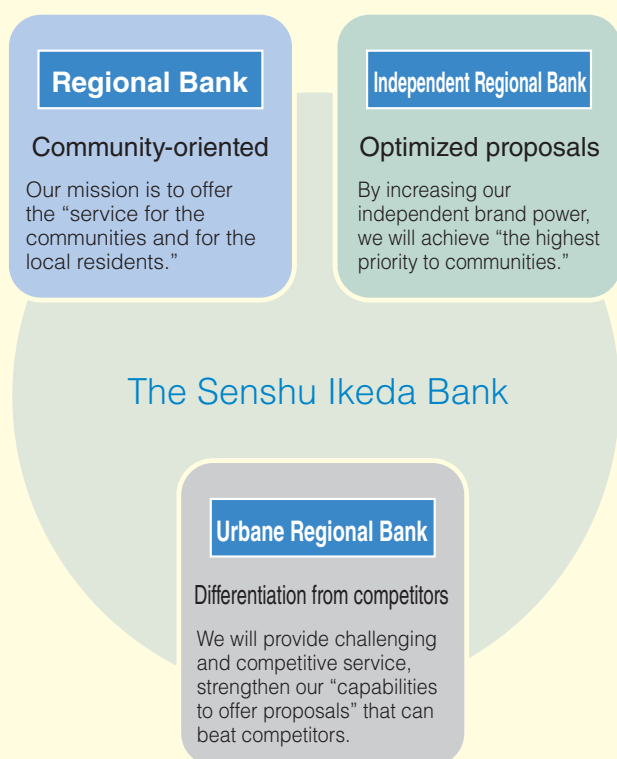 Regional Bank
Community-oriented
Our mission is to offer
the “service for the
communities and for the
local residents.”
Independent Regional Bank
Optimized proposals
By increasing our
independent brand power,
we will achieve “the highest
priority to communities.”
The Senshu Ikeda Bank
Urbane Regional Bank
Differentiation from competitors
We will provide challenging
and competitive service,
strengthen our “capabilities
to offer proposals” that can
beat competitors.